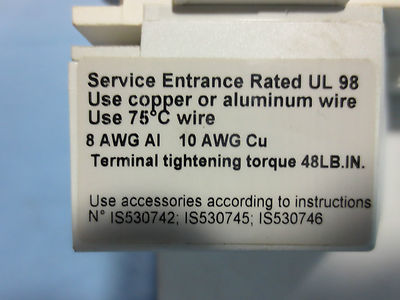 Service Entrance Rated UL 98
Use copper or aluminum wire
Use 75°C wire
8 AWG Al 10 AWG Cu
Terminal tightening torque 48LB.IN.
Use accessories according to instructions
N° IS530742; IS530745; IS530746